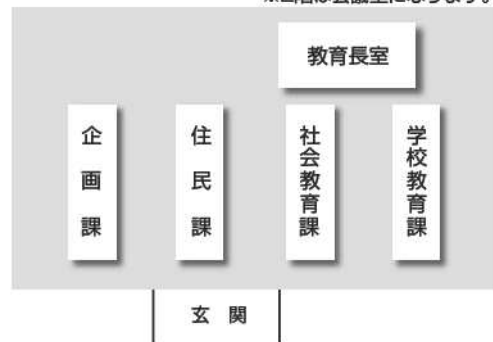 教育長室
企画課
住民課
社会教育課
学校教育課
玄関